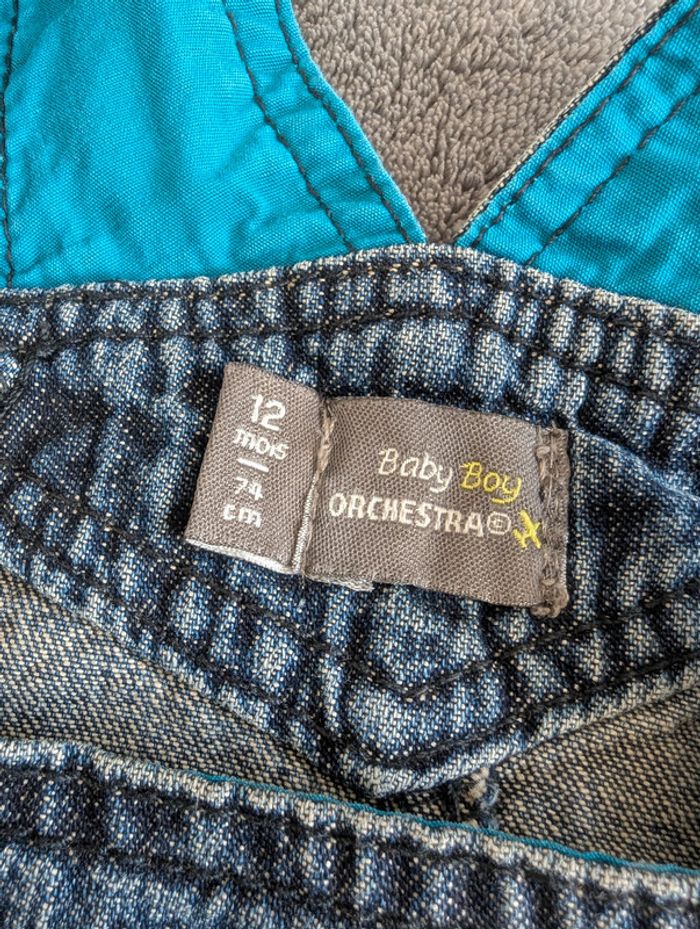 12
mois
74
cm
Baby Boy
ORCHESTRA©